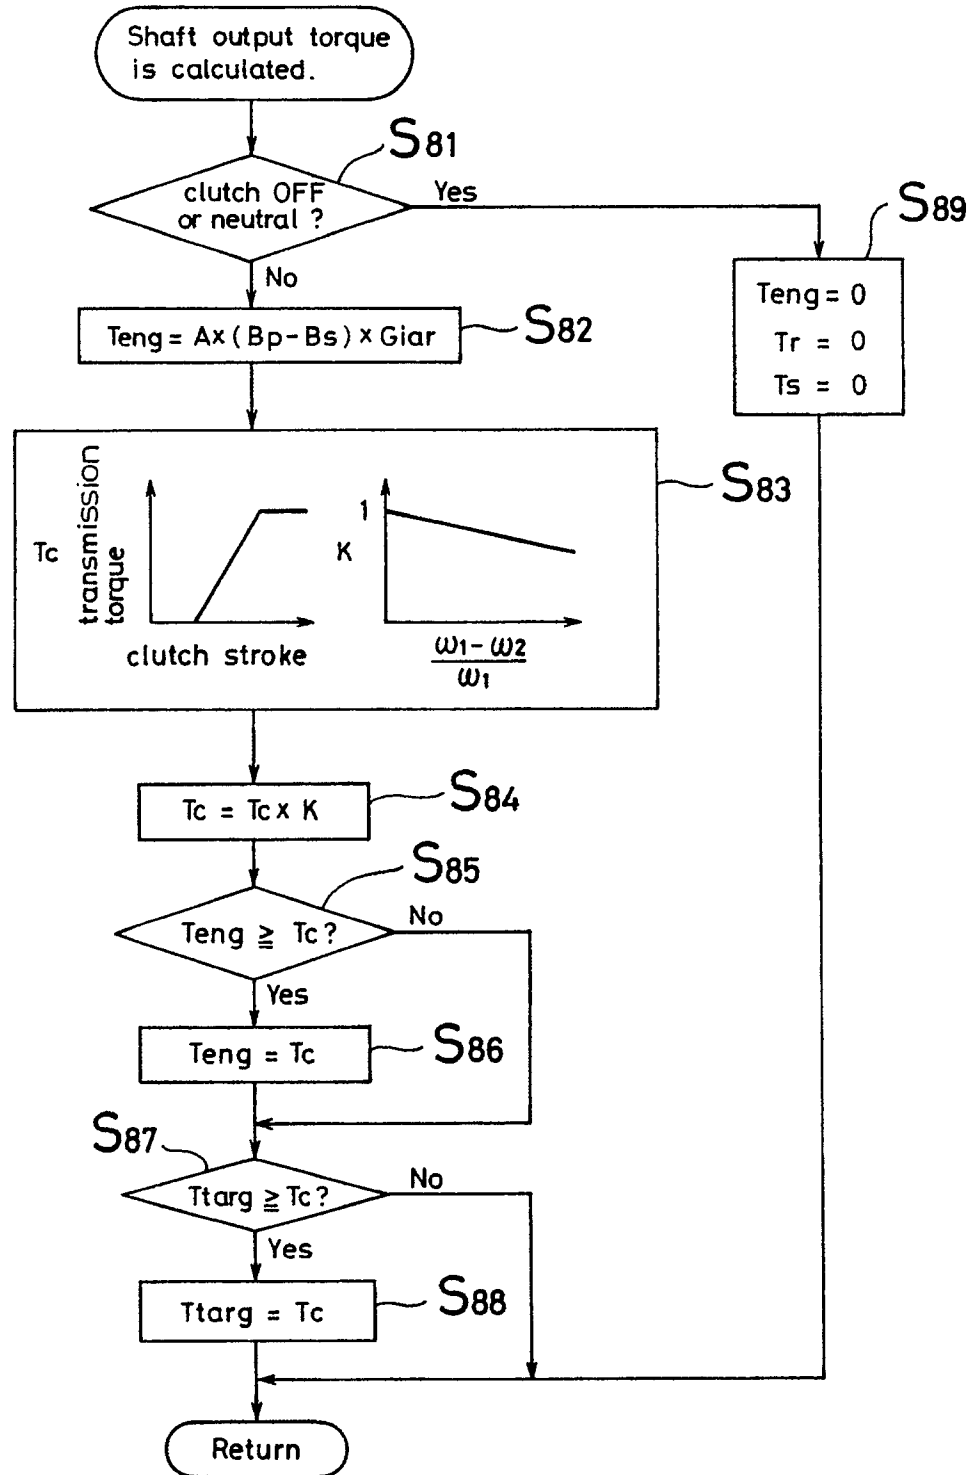 Shaft output torque
is calculated.
S81
clutch OFF
or neutral ?
Yes
No
S89
Teng = 0
Tr = 0
Ts = 0
Teng = A x ( Bp - Bs ) x Giar
S82
S83
Tc
transmission
torque
clutch stroke
1
K
ω1 - ω2
ω1
Tc = Tc x K
S84
S85
Teng ≧ Tc ?
No
Yes
Teng = Tc
S86
S87
Ttarg ≧ Tc ?
No
Yes
Ttarg = Tc
S88
Return